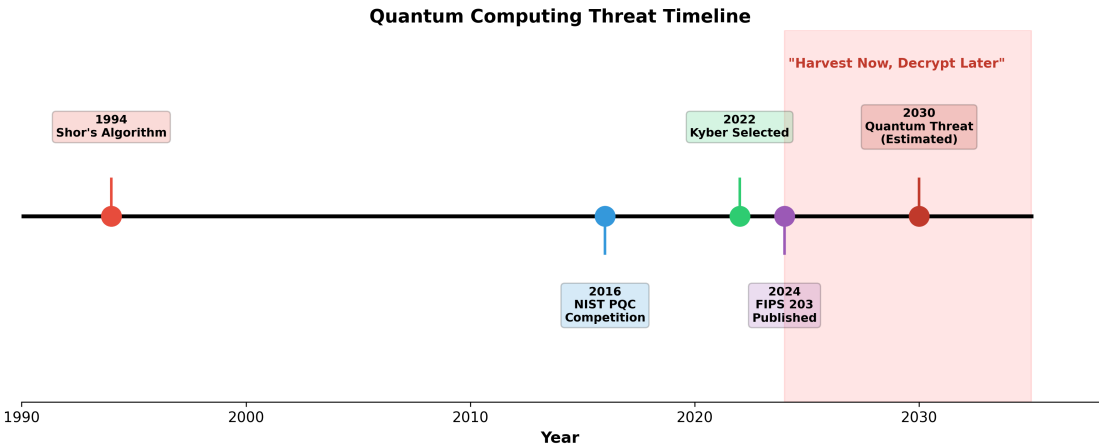 Quantum Computing Threat Timeline
"Harvest Now, Decrypt Later"
1994
Shor's Algorithm
2022
Kyber Selected
2030
Quantum Threat
(Estimated)
2016
NIST PQC
Competition
2024
FIPS 203
Published
1990
2000
2010
2020
2030
Year